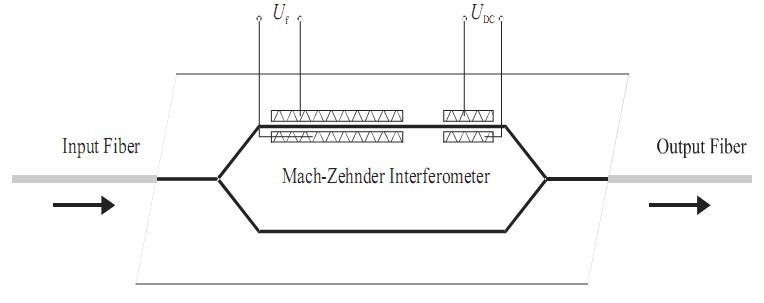 U_f U_DC
Input Fiber
Output Fiber
Mach-Zehnder Interferometer